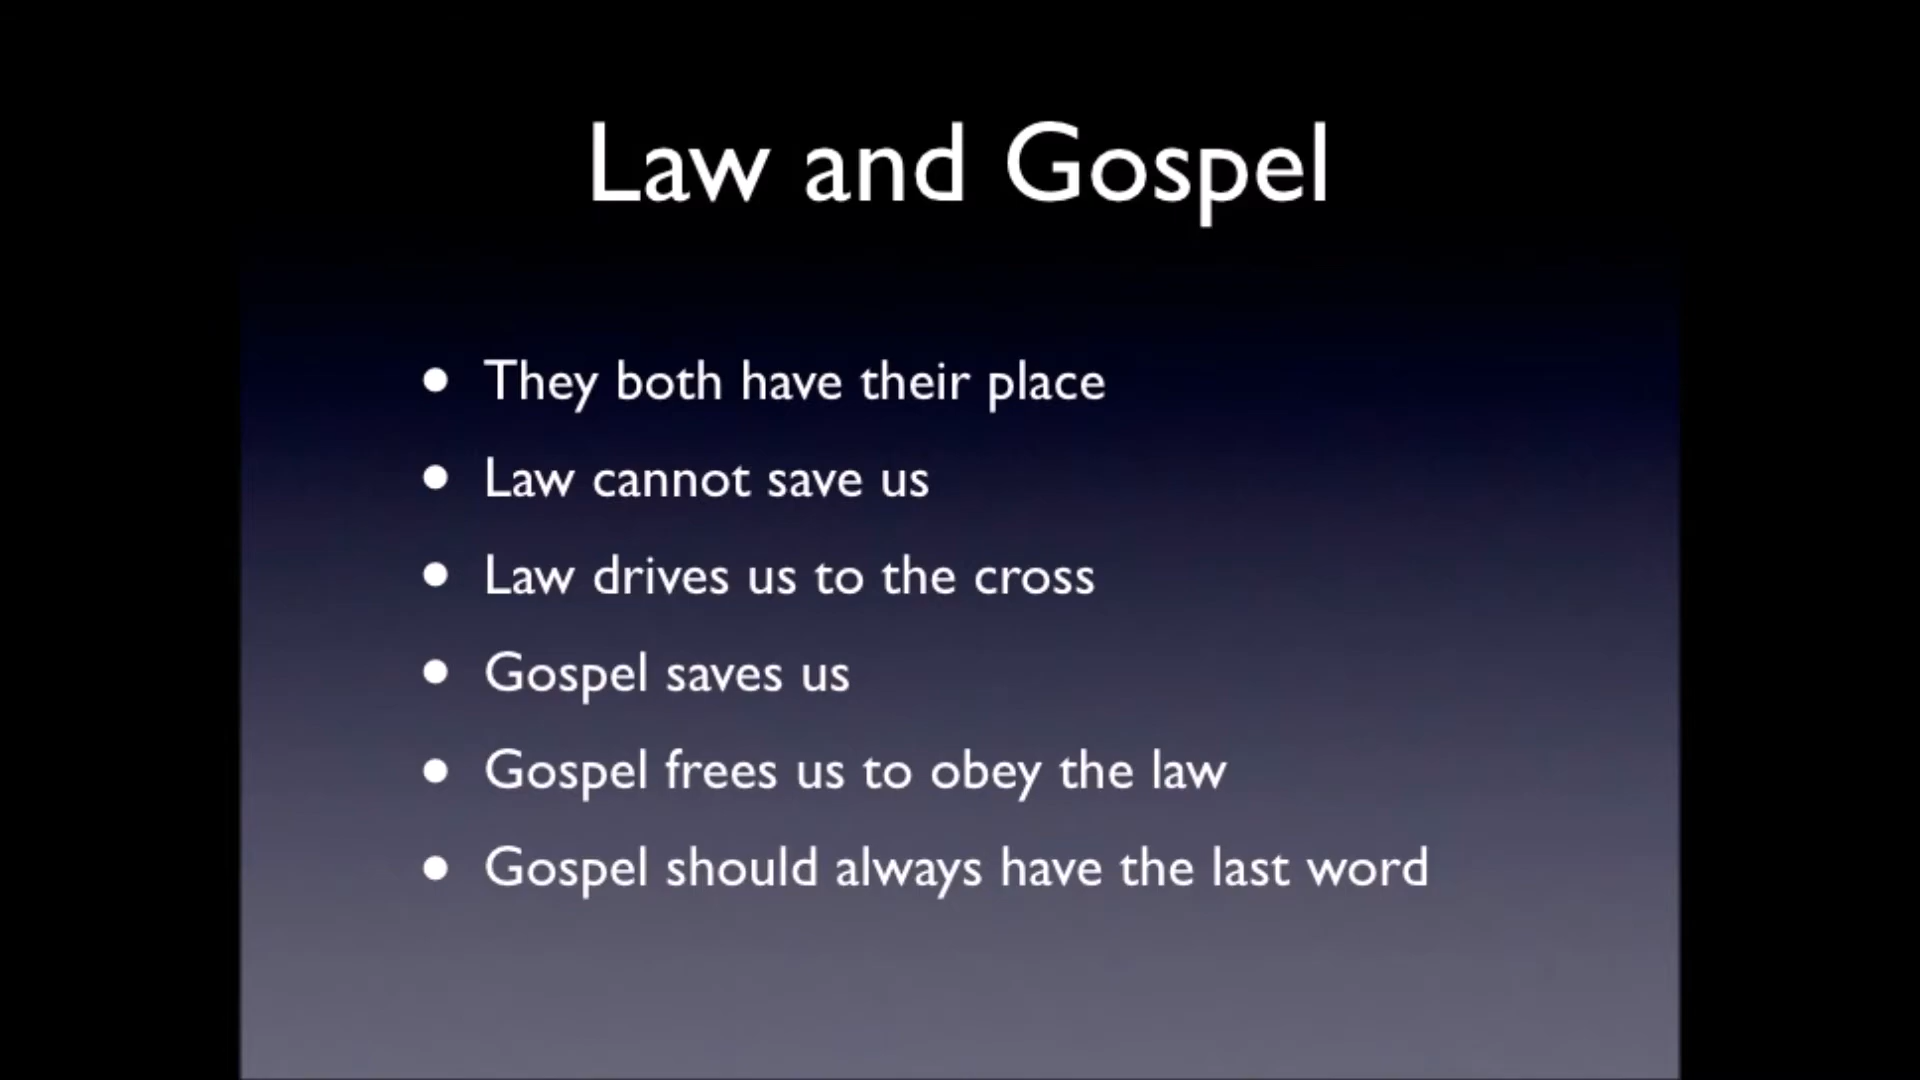 Law and Gospel
• They both have their place
• Law cannot save us
• Law drives us to the cross
• Gospel saves us
• Gospel frees us to obey the law
• Gospel should always have the last word